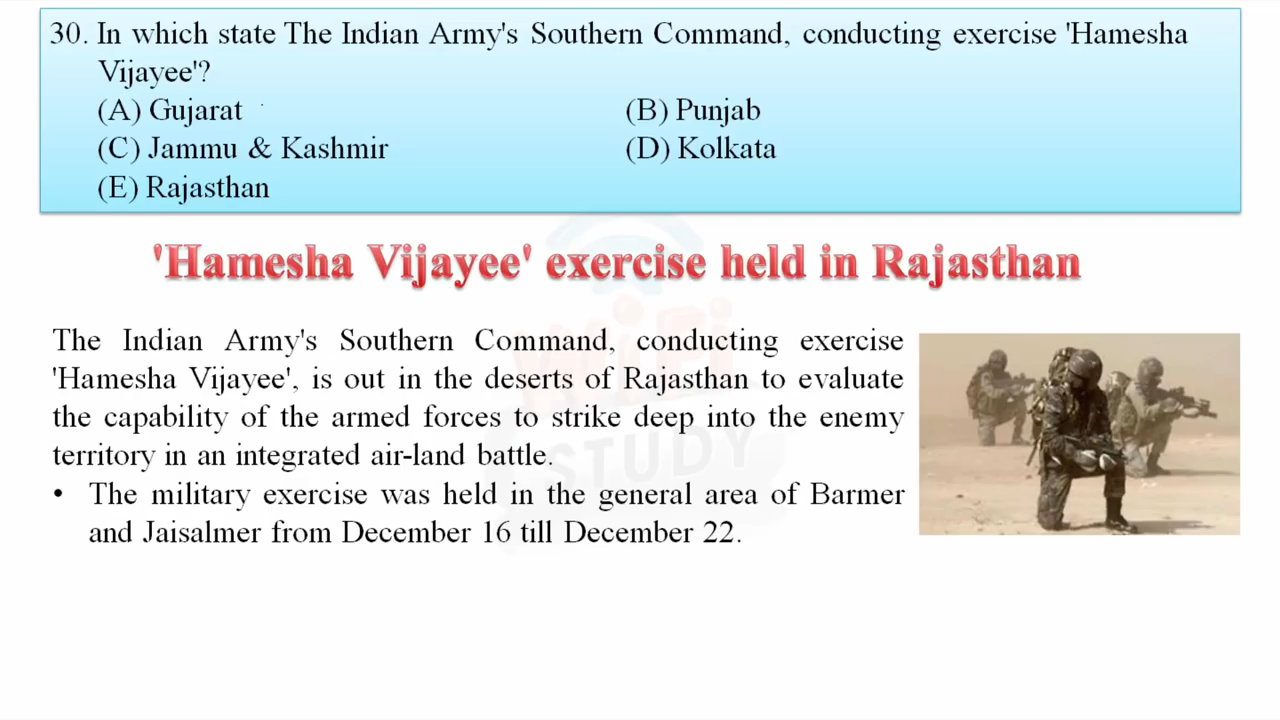 30. In which state The Indian Army's Southern Command, conducting exercise 'Hamesha
Vijayee'?
(A) Gujarat (B) Punjab
(C) Jammu & Kashmir (D) Kolkata
(E) Rajasthan
'Hamesha Vijayee' exercise held in Rajasthan
The Indian Army's Southern Command, conducting exercise
'Hamesha Vijayee', is out in the deserts of Rajasthan to evaluate
the capability of the armed forces to strike deep into the enemy
territory in an integrated air-land battle.
• The military exercise was held in the general area of Barmer
and Jaisalmer from December 16 till December 22.
WiFi
STUDY